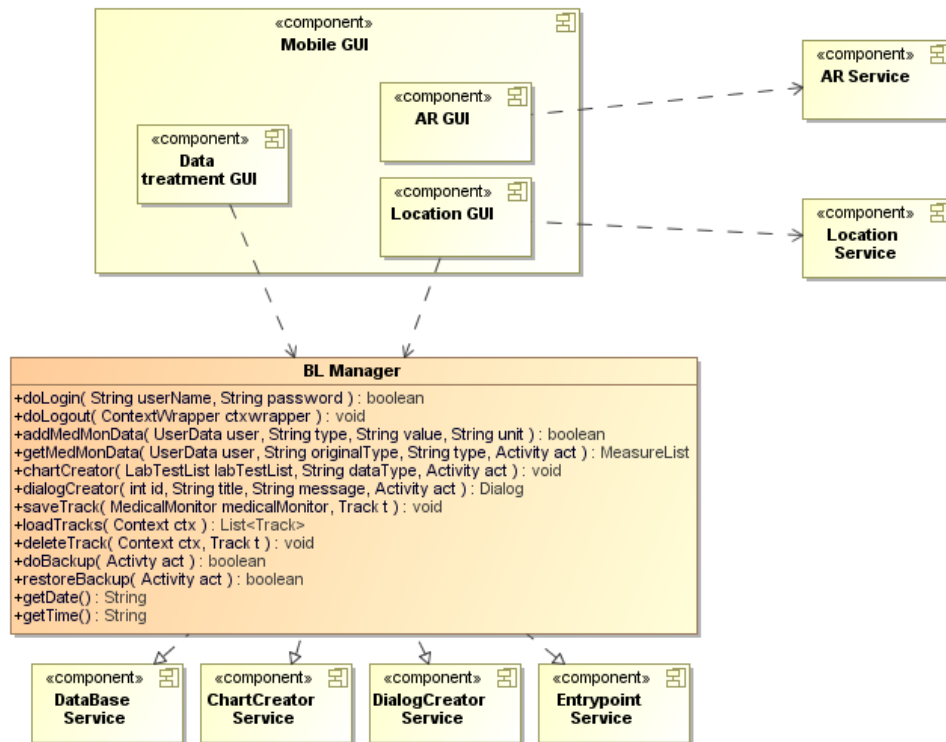 «component»
Mobile GUI
«component»
AR GUI
«component»
AR Service
«component»
Data
treatment GUI
«component»
Location GUI
«component»
Location
Service
BL Manager
+doLogin( String userName, String password ) : boolean
+doLogout( ContextWrapper ctxwrapper ) : void
+addMedMonData( UserData user, String type, String value, String unit ) : boolean
+getMedMonData( UserData user, String originalType, String type, Activity act ) : MeasureList
+chartCreator( LabTestList labTestList, String dataType, Activity act ) : void
+dialogCreator( int id, String title, String message, Activity act ) : Dialog
+saveTrack( MedicalMonitor medicalMonitor, Track t ) : void
+loadTracks( Context ctx ) : List<Track>
+deleteTrack( Context ctx, Track t ) : void
+doBackup( Activty act ) : boolean
+restoreBackup( Activity act ) : boolean
+getDate() : String
+getTime() : String
«component»
DataBase
Service
«component»
ChartCreator
Service
«component»
DialogCreator
Service
«component»
Entrypoint
Service